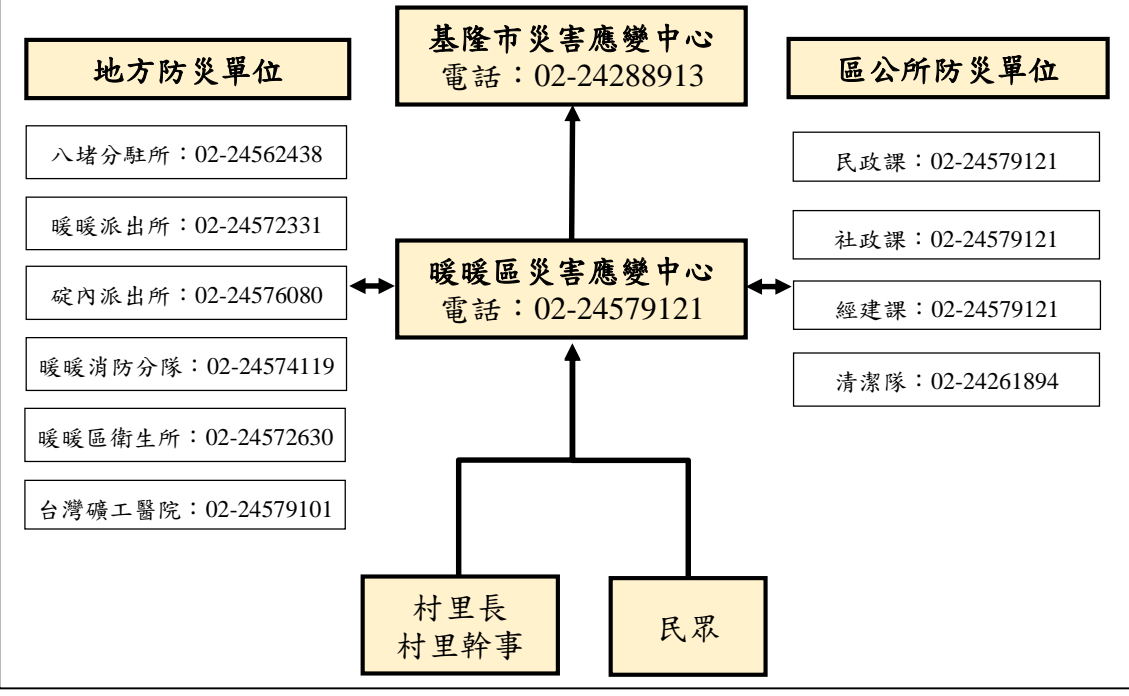 基隆市災害應變中心
電話：02-24288913
地方防災單位
八堵分駐所：02-24562438
暖暖派出所：02-24572331
碇內派出所：02-24576080
暖暖消防分隊：02-24574119
暖暖區衛生所：02-24572630
台灣礦工醫院：02-24579101
暖暖區災害應變中心
電話：02-24579121
區公所防災單位
民政課：02-24579121
社政課：02-24579121
經建課：02-24579121
清潔隊：02-24261894
村里長
村里幹事
民眾